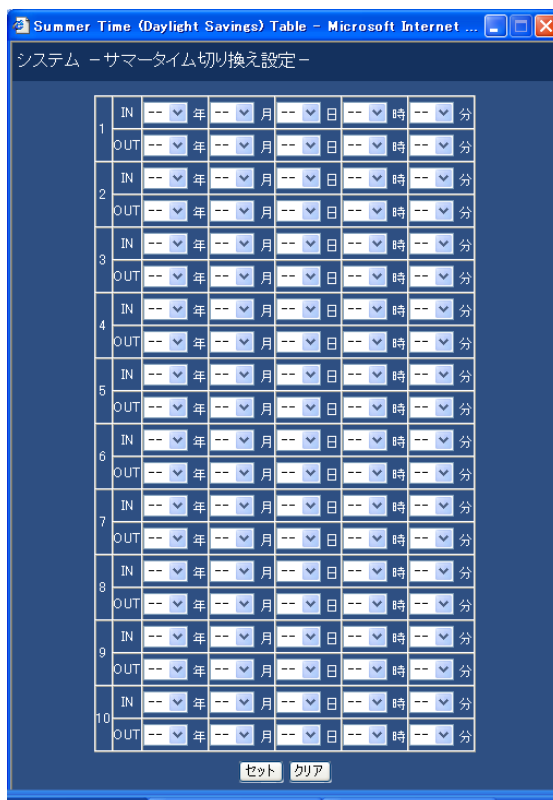 Summer Time (Daylight Savings) Table - Microsoft Internet ...
システム －サマータイム切り換え設定－
1 IN -- 年 -- 月 -- 日 -- 時 -- 分
OUT -- 年 -- 月 -- 日 -- 時 -- 分
2 IN -- 年 -- 月 -- 日 -- 時 -- 分
OUT -- 年 -- 月 -- 日 -- 時 -- 分
3 IN -- 年 -- 月 -- 日 -- 時 -- 分
OUT -- 年 -- 月 -- 日 -- 時 -- 分
4 IN -- 年 -- 月 -- 日 -- 時 -- 分
OUT -- 年 -- 月 -- 日 -- 時 -- 分
5 IN -- 年 -- 月 -- 日 -- 時 -- 分
OUT -- 年 -- 月 -- 日 -- 時 -- 分
6 IN -- 年 -- 月 -- 日 -- 時 -- 分
OUT -- 年 -- 月 -- 日 -- 時 -- 分
7 IN -- 年 -- 月 -- 日 -- 時 -- 分
OUT -- 年 -- 月 -- 日 -- 時 -- 分
8 IN -- 年 -- 月 -- 日 -- 時 -- 分
OUT -- 年 -- 月 -- 日 -- 時 -- 分
9 IN -- 年 -- 月 -- 日 -- 時 -- 分
OUT -- 年 -- 月 -- 日 -- 時 -- 分
10 IN -- 年 -- 月 -- 日 -- 時 -- 分
OUT -- 年 -- 月 -- 日 -- 時 -- 分
セット クリア